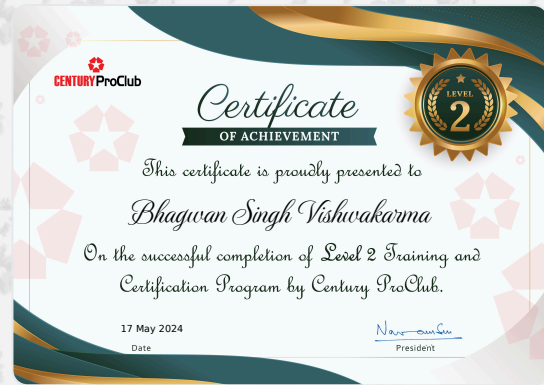 CENTURY ProClub
Certificate
OF ACHIEVEMENT
LEVEL
2
This certificate is proudly presented to
Bhagwan Singh Vishwakarma
On the successful completion of Level 2 Training and
Certification Program by Century ProClub.
17 May 2024
Date
President